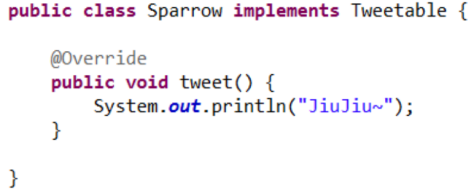 public class Sparrow implements Tweetable {
@Override
public void tweet() {
System.out.println("JiuJiu~");
}
}